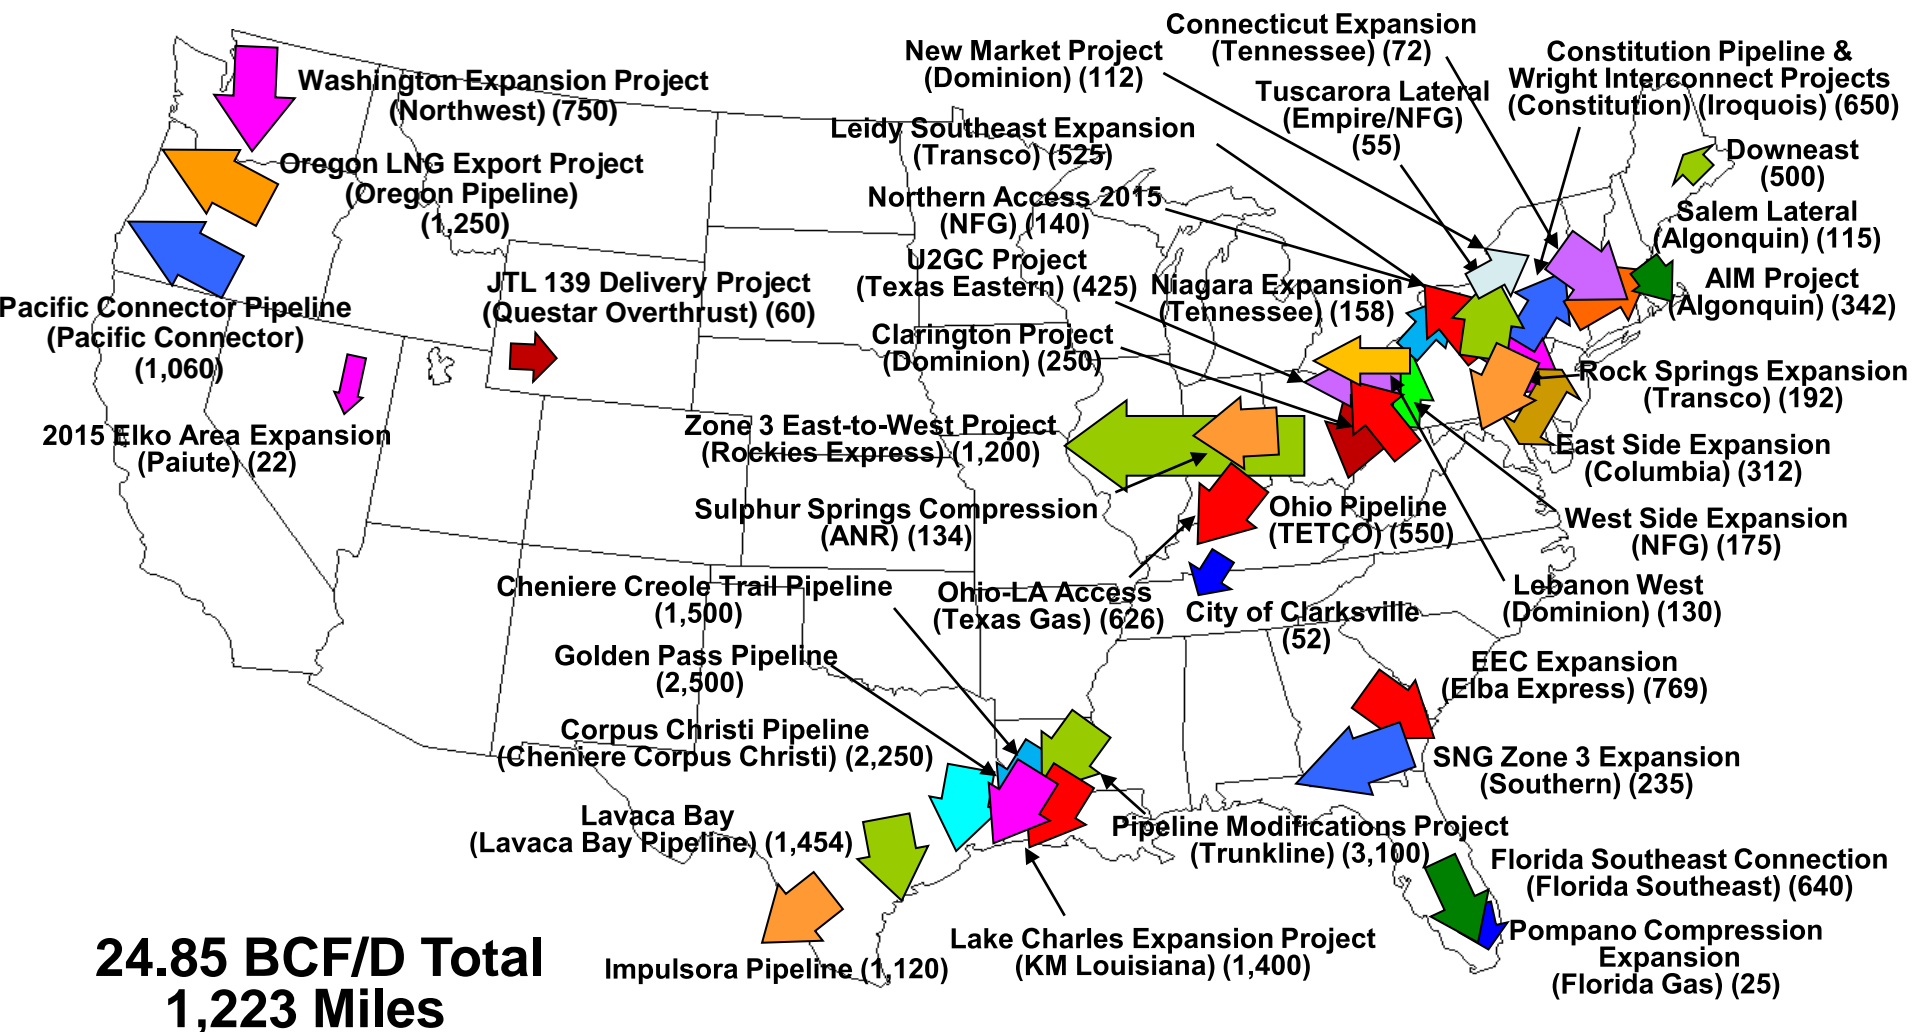 Connecticut Expansion
(Tennessee) (72)
New Market Project
(Dominion) (112)
Constitution Pipeline &
Wright Interconnect Projects
(Constitution) (Iroquois) (650)
Washington Expansion Project
(Northwest) (750)
Tuscarora Lateral
(Empire/NFG)
(55)
Leidy Southeast Expansion
(Transco) (525)
Downeast
(500)
Oregon LNG Export Project
(Oregon Pipeline)
(1,250)
Northern Access 2015
(NFG) (140)
Salem Lateral
(Algonquin) (115)
U2GC Project
(Texas Eastern) (425)
Niagara Expansion
(Tennessee) (158)
AIM Project
(Algonquin) (342)
JTL 139 Delivery Project
(Questar Overthrust) (60)
Pacific Connector Pipeline
(Pacific Connector)
(1,060)
Clarington Project
(Dominion) (250)
Rock Springs Expansion
(Transco) (192)
2015 Elko Area Expansion
(Paiute) (22)
Zone 3 East-to-West Project
(Rockies Express) (1,200)
East Side Expansion
(Columbia) (312)
Sulphur Springs Compression
(ANR) (134)
Ohio Pipeline
(TETCO) (550)
West Side Expansion
(NFG) (175)
Cheniere Creole Trail Pipeline
(1,500)
Ohio-LA Access
(Texas Gas) (626)
City of Clarksville
(52)
Lebanon West
(Dominion) (130)
Golden Pass Pipeline
(2,500)
EEC Expansion
(Elba Express) (769)
Corpus Christi Pipeline
(Cheniere Corpus Christi) (2,250)
SNG Zone 3 Expansion
(Southern) (235)
Lavaca Bay
(Lavaca Bay Pipeline) (1,454)
Pipeline Modifications Project
(Trunkline) (3,100)
Florida Southeast Connection
(Florida Southeast) (640)
Lake Charles Expansion Project
(KM Louisiana) (1,400)
Pompano Compression
Expansion
(Florida Gas) (25)
Impulsora Pipeline (1,120)
24.85 BCF/D Total
1,223 Miles